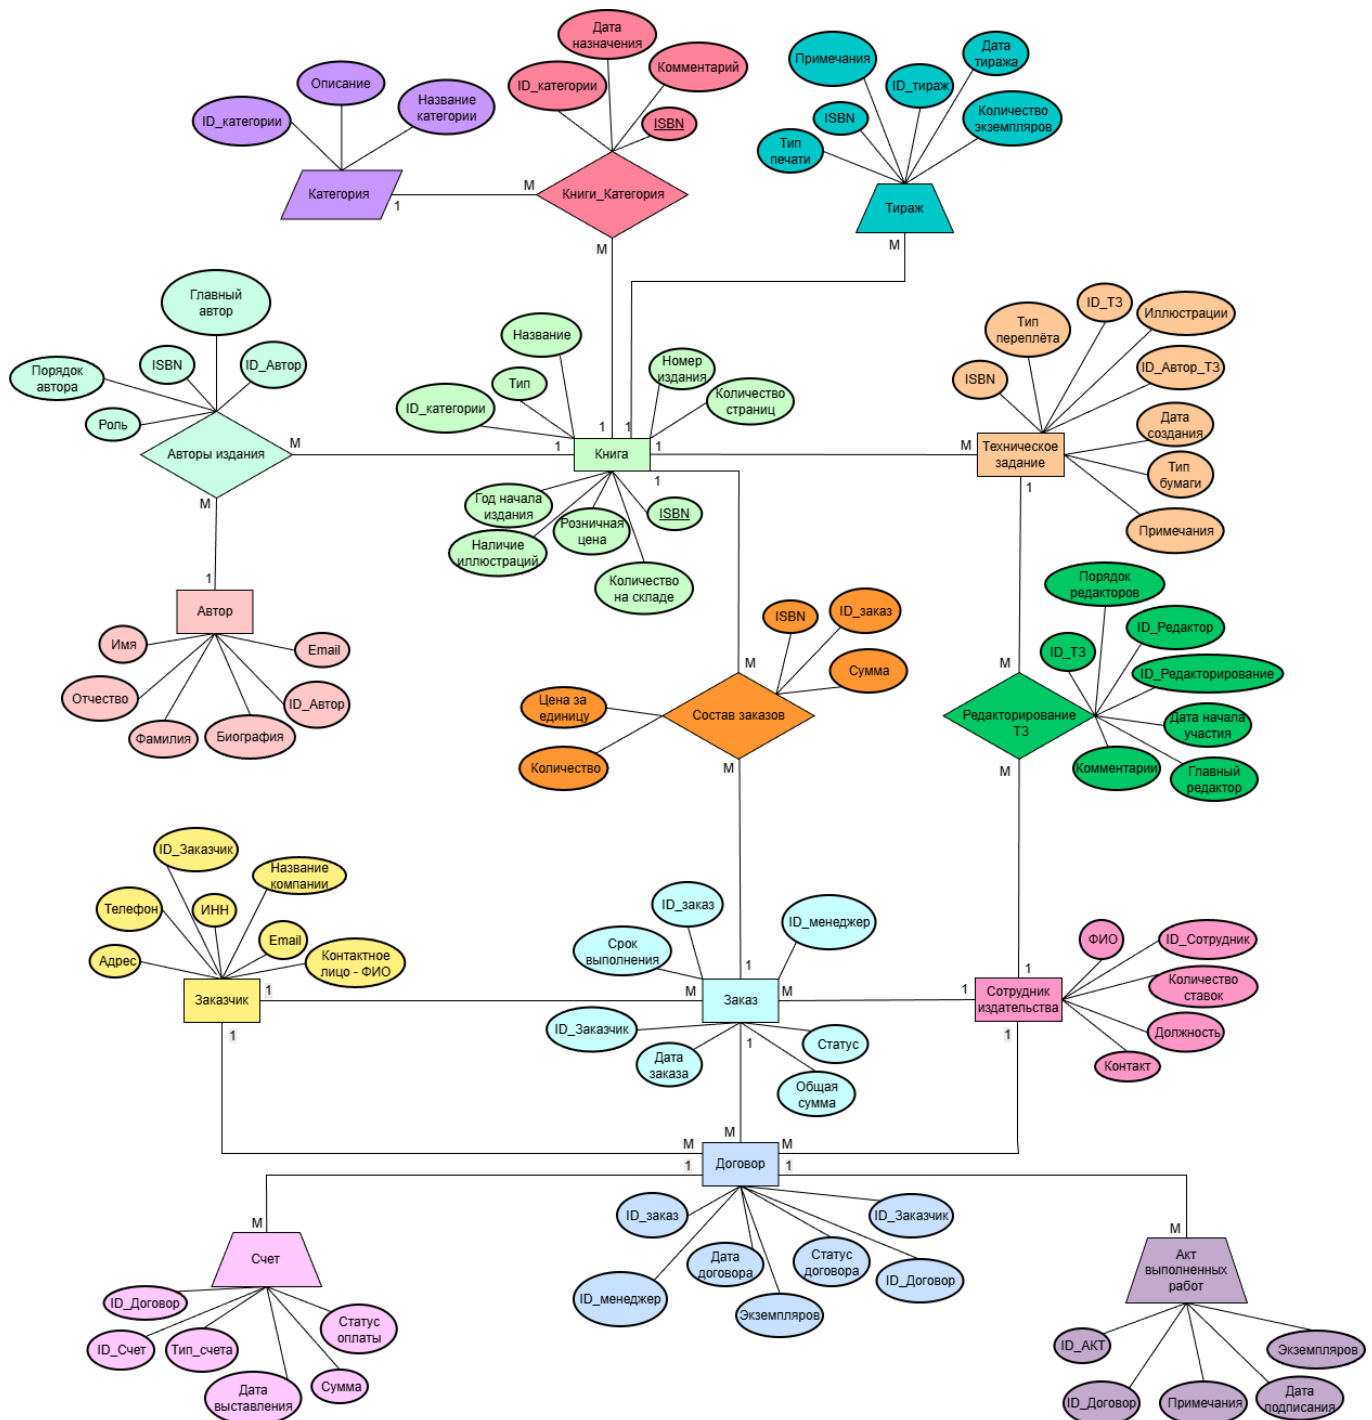 Дата
назначения
Комментарий
ID_категории
ISBN
Описание
Название
категории
ID_категории
Категория
1
М
Книги_Категория
М
Примечания
ID_тираж
Дата
тиража
ISBN
Количество
экземпляров
Тип
печати
Тираж
М
Главный
автор
Порядок
автора
ISBN
ID_Автор
Роль
Авторы издания
М
М
1
Название
Тип
ID_категории
Номер
издания
Количество
страниц
1
1
1
1
1
Книга
Год начала
издания
Розничная
цена
ISBN
Наличие
иллюстраций
Количество
на складе
ID_ТЗ
Иллюстрации
Тип
переплёта
ISBN
ID_Автор_ТЗ
Дата
создания
Тип
бумаги
Примечания
М
Техническое
задание
1
1
Автор
Имя
Email
Отчество
ID_Автор
Фамилия
Биография
ISBN
ID_заказ
Сумма
М
Цена за
единицу
Количество
Состав заказов
М
Порядок
редакторов
ID_ТЗ
ID_Редактор
ID_Редакторирование
Дата начала
участия
Комментарии
Главный
редактор
М
Редакторирование
ТЗ
М
ID_Заказчик
Название
компании
Телефон
ИНН
Email
Адрес
Контактное
лицо - ФИО
Заказчик
1
1
ID_заказ
ID_менеджер
Срок
выполнения
1
М
Заказ
М
ID_Заказчик
Дата
заказа
Статус
Общая
сумма
1
ФИО
ID_Сотрудник
Количество
ставок
Должность
Контакт
1
1
Сотрудник
издательства
1
М
М
М
Договор
1
1
ID_заказ
ID_Заказчик
Дата
договора
Статус
договора
ID_менеджер
ID_Договор
Экземпляров
М
Счет
ID_Договор
ID_Счет
Тип_счета
Статус
оплаты
Дата
выставления
Сумма
М
Акт
выполненных
работ
ID_АКТ
Экземпляров
ID_Договор
Примечания
Дата
подписания